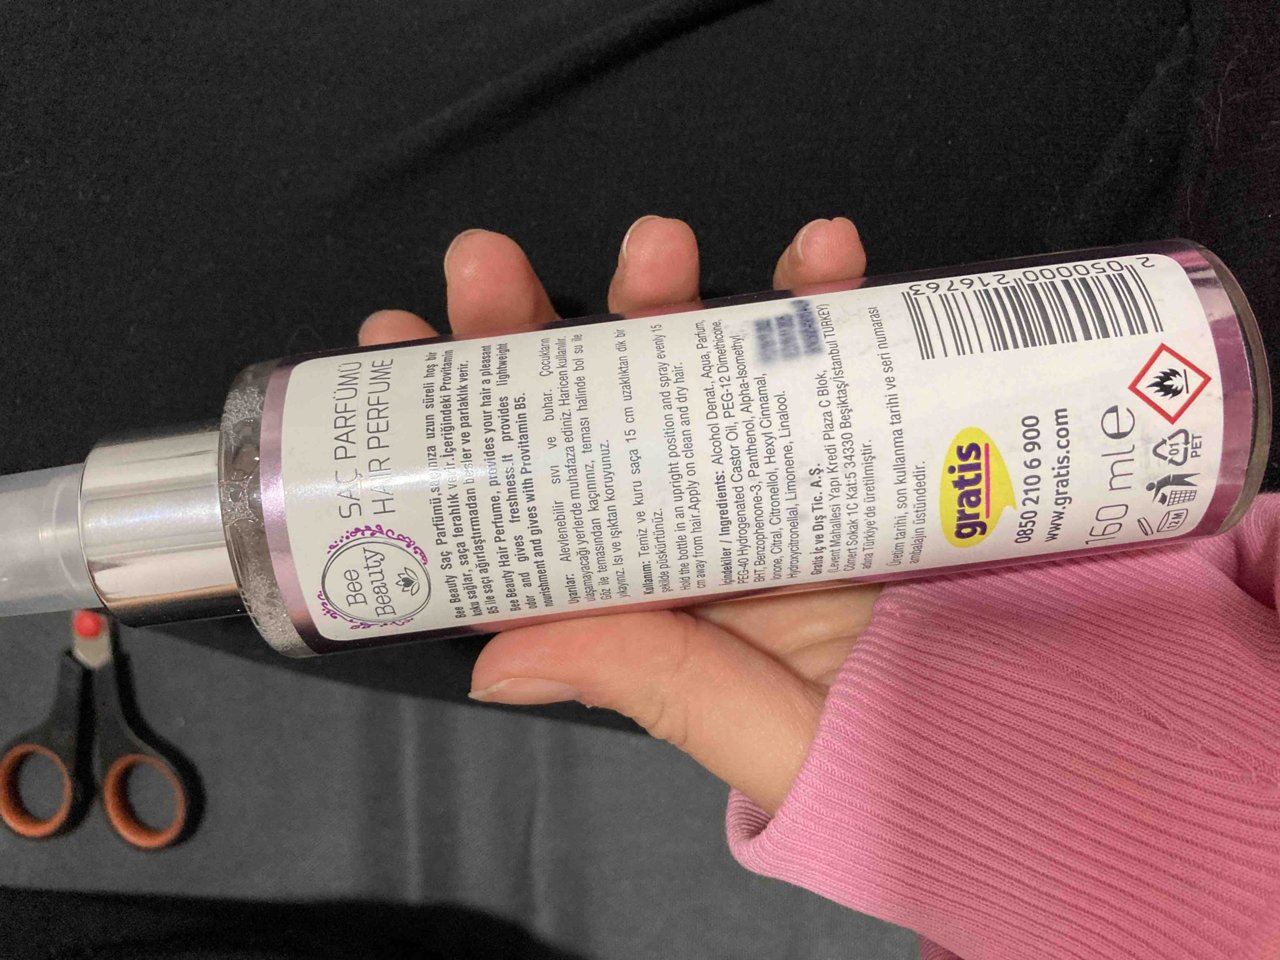 Bee
Beauty
SAÇ PARFÜMÜ
HAIR PERFUME
Bee Beauty Saç Parfümü, saçınıza uzun süreli hoş bir
koku sağlar, saça ferahlık verir. İçeriğindeki Provitamin
B5 ile saçı ağırlaştırmadan besler ve parlaklık verir.
Bee Beauty Hair Perfume, provides your hair a pleasant
odor and gives freshness. It provides lightweight
nourishment and gives with Provitamin B5.
Uyarılar: Alevlenebilir sıvı ve buhar. Çocukların
ulaşamayacağı yerlerde muhafaza ediniz. Haricen kullanılır.
Göz ile temasından kaçınınız, teması halinde bol su ile
yıkayınız. Isı ve ışıktan koruyunuz.
Kullanım: Temiz ve kuru saça 15 cm uzaklıktan dik bir
şekilde püskürtünüz.
Hold the bottle in an upright position and spray evenly 15
cm away from hair. Apply on clean and dry hair.
İçindekiler / Ingredients: Alcohol Denat., Aqua, Parfum,
PEG-40 Hydrogenated Castor Oil, PEG-12 Dimethicone,
BHT, Benzophenone-3, Panthenol, Alpha-Isomethyl
Ionone, Citral, Citronellol, Hexyl Cinnamal,
Hydroxycitronellal, Limonene, Linalool.
Gratis İç ve Dış Tic. A.Ş.
(Levent Mahallesi Yapı Kredi Plaza C Blok,
Cömert Sokak 1C Kat:5 34330 Beşiktaş/İstanbul TURKEY)
adına Türkiye'de üretilmiştir.
Üretim tarihi, son kullanma tarihi ve seri numarası
ambalajın üstündedir.
gratis
0850 210 6 900
www.gratis.com
160 ml e
2 050000 216763
12M
01
PET